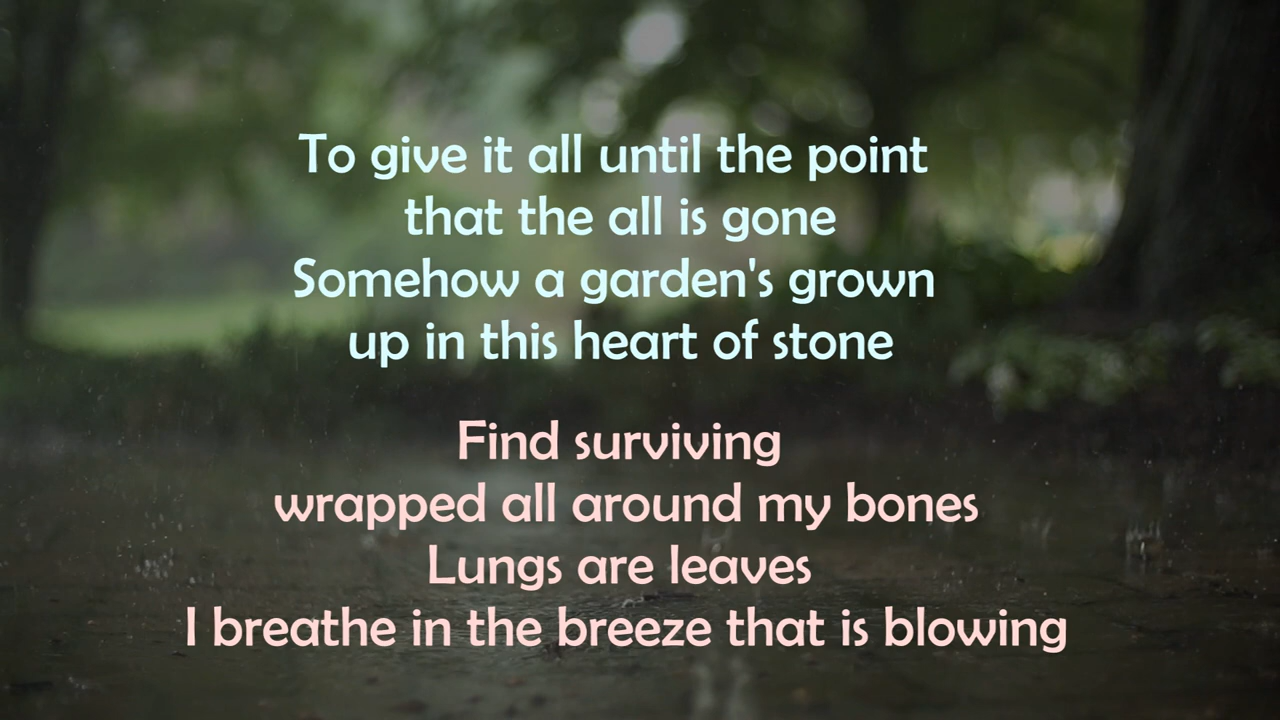 To give it all until the point
that the all is gone
Somehow a garden's grown
up in this heart of stone
Find surviving
wrapped all around my bones
Lungs are leaves
I breathe in the breeze that is blowing